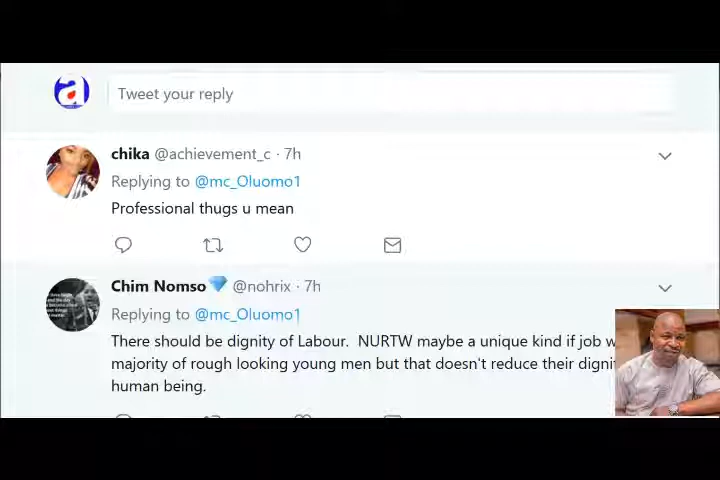 a
Tweet your reply
chika @achievement_c · 7h
Replying to @mc_Oluomo1
Professional thugs u mean
Chim Nomso @nohrix · 7h
Replying to @mc_Oluomo1
There should be dignity of Labour. NURTW maybe a unique kind if job w
majority of rough looking young men but that doesn't reduce their dignit
human being.